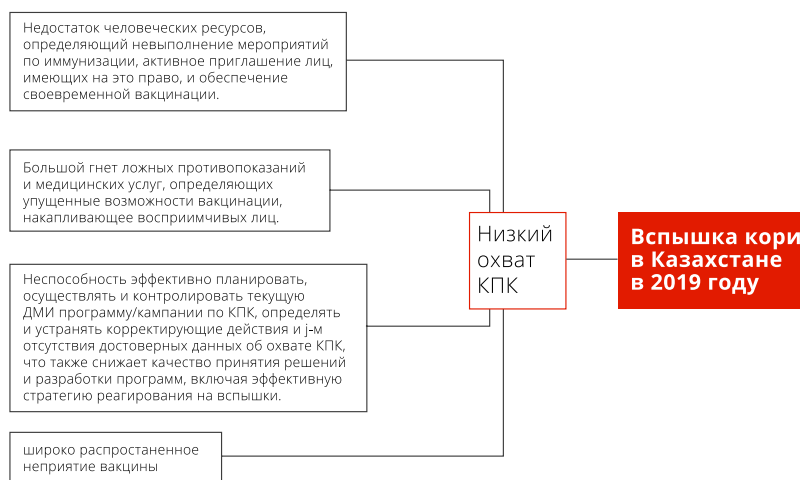 Недостаток человеческих ресурсов,
определяющий невыполнение мероприятий
по иммунизации, активное приглашение лиц,
имеющих на это право, и обеспечение
своевременной вакцинации.
Большой гнет ложных противопоказаний
и медицинских услуг, определяющих
упущенные возможности вакцинации,
накапливающее восприимчивых лиц.
Неспособность эффективно планировать,
осуществлять и контролировать текущую
ДМИ программу/кампании по КПК, определять
и устранять корректирующие действия и j-м
отсутствия достоверных данных об охвате КПК,
что также снижает качество принятия решений
и разработки программ, включая эффективную
стратегию реагирования на вспышки.
широко распростаненное
неприятие вакцины
Низкий
охват
КПК
Вспышка кори
в Казахстане
в 2019 году